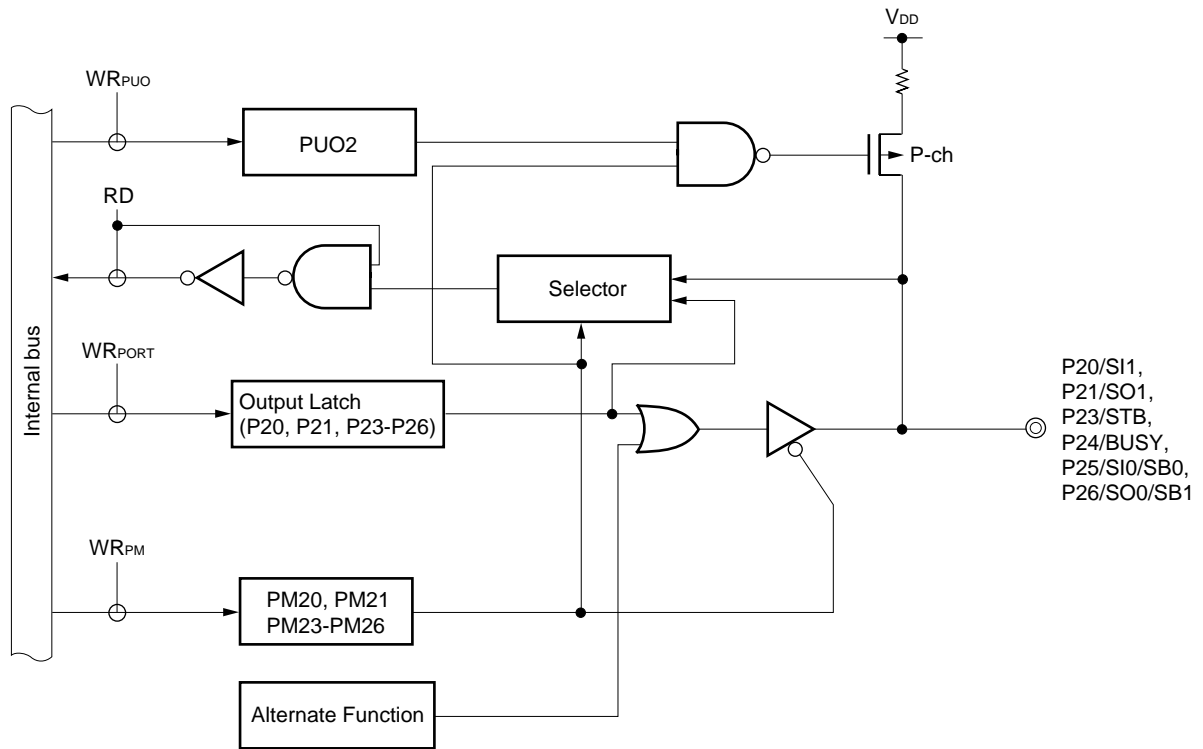 VDD
WRPUO
PUO2
P-ch
RD
Selector
Internal bus
WRPORT
Output Latch
(P20, P21, P23-P26)
P20/SI1,
P21/SO1,
P23/STB,
P24/BUSY,
P25/SI0/SB0,
P26/SO0/SB1
WRPM
PM20, PM21
PM23-PM26
Alternate Function